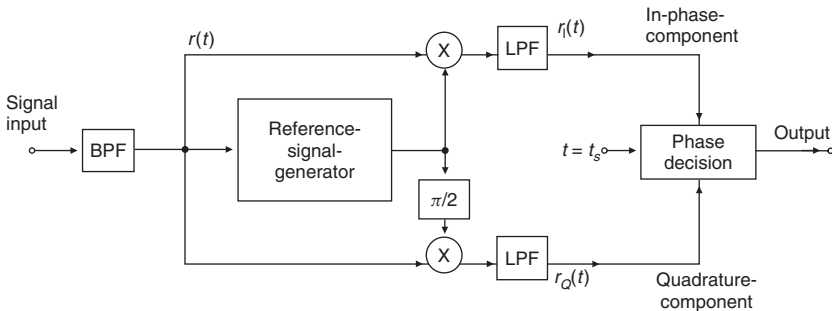 r(t)
X
LPF
r_I(t)
In-phase-
component
Signal
input
BPF
Reference-
signal-
generator
π/2
t = t_s
Phase
decision
Output
X
LPF
r_Q(t)
Quadrature-
component